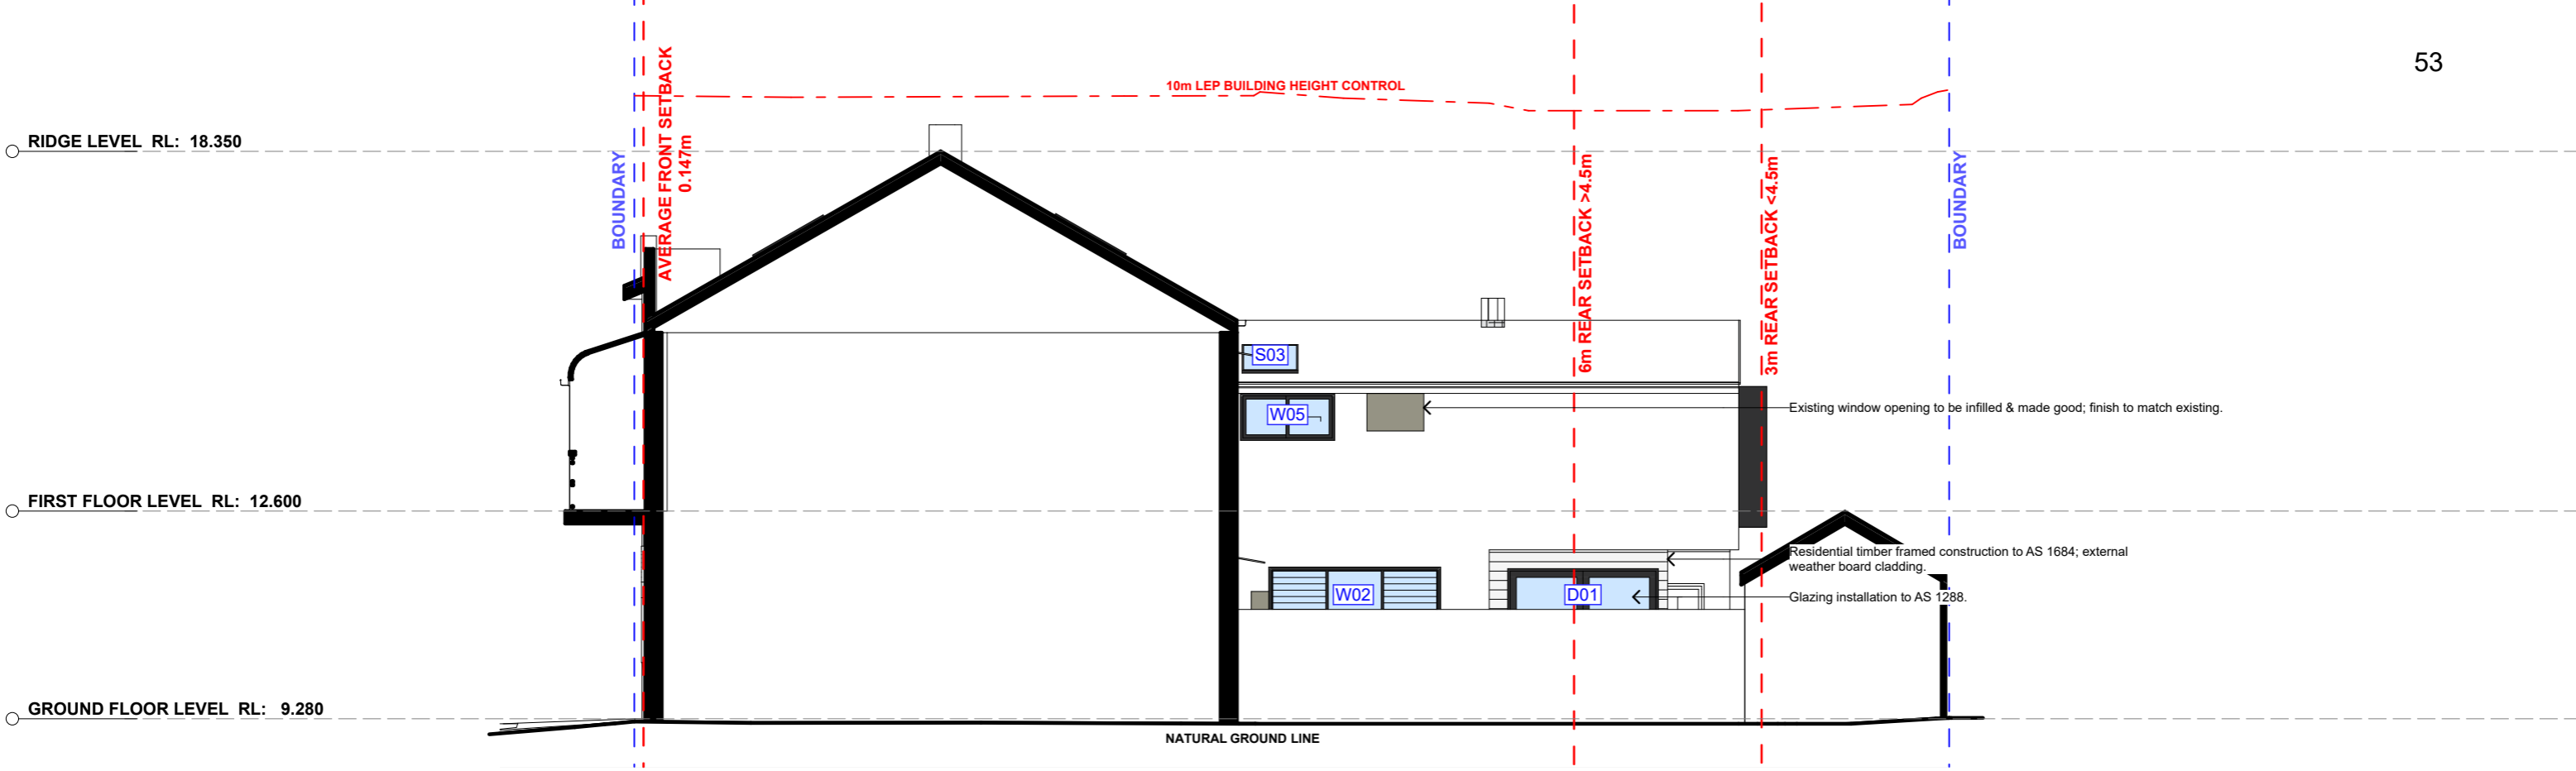 53
10m LEP BUILDING HEIGHT CONTROL
RIDGE LEVEL RL: 18.350
BOUNDARY
AVERAGE FRONT SETBACK
0.147m
6m REAR SETBACK >4.5m
3m REAR SETBACK <4.5m
BOUNDARY
S03
W05
Existing window opening to be infilled & made good; finish to match existing.
FIRST FLOOR LEVEL RL: 12.600
Residential timber framed construction to AS 1684; external
weather board cladding.
W02
D01
Glazing installation to AS 1288.
GROUND FLOOR LEVEL RL: 9.280
NATURAL GROUND LINE